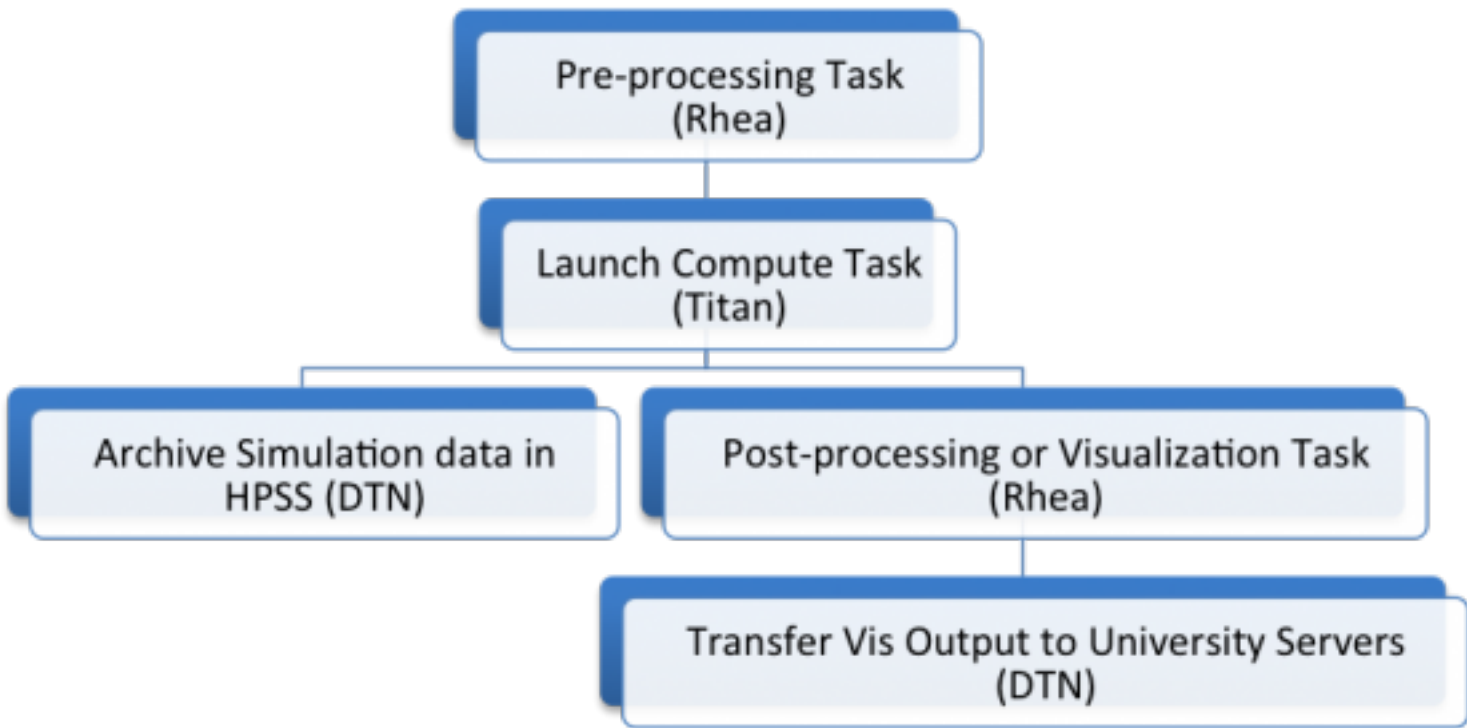 Pre-processing Task
(Rhea)
Launch Compute Task
(Titan)
Archive Simulation data in
HPSS (DTN)
Post-processing or Visualization Task
(Rhea)
Transfer Vis Output to University Servers
(DTN)